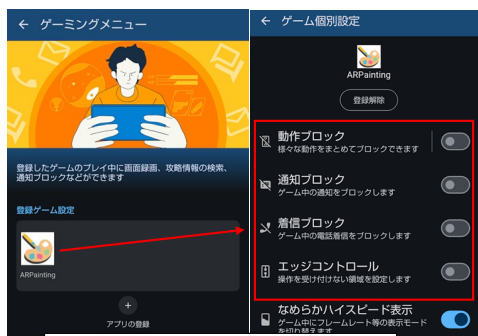 ← ゲーミングメニュー
登録したゲームのプレイ中に画面録画、攻略情報の検索、
通知ブロックなどができます
登録ゲーム設定
ARPainting
+
アプリの登録
← ゲーム個別設定
ARPainting
登録解除
動作ブロック
様々な動作をまとめてブロックできます
通知ブロック
ゲーム中の通知をブロックします
着信ブロック
ゲーム中の電話着信をブロックします
エッジコントロール
操作を受け付けない領域を設定します
なめらかハイスピード表示
ゲーム中にフレームレート等の表示モード
を切り替えます